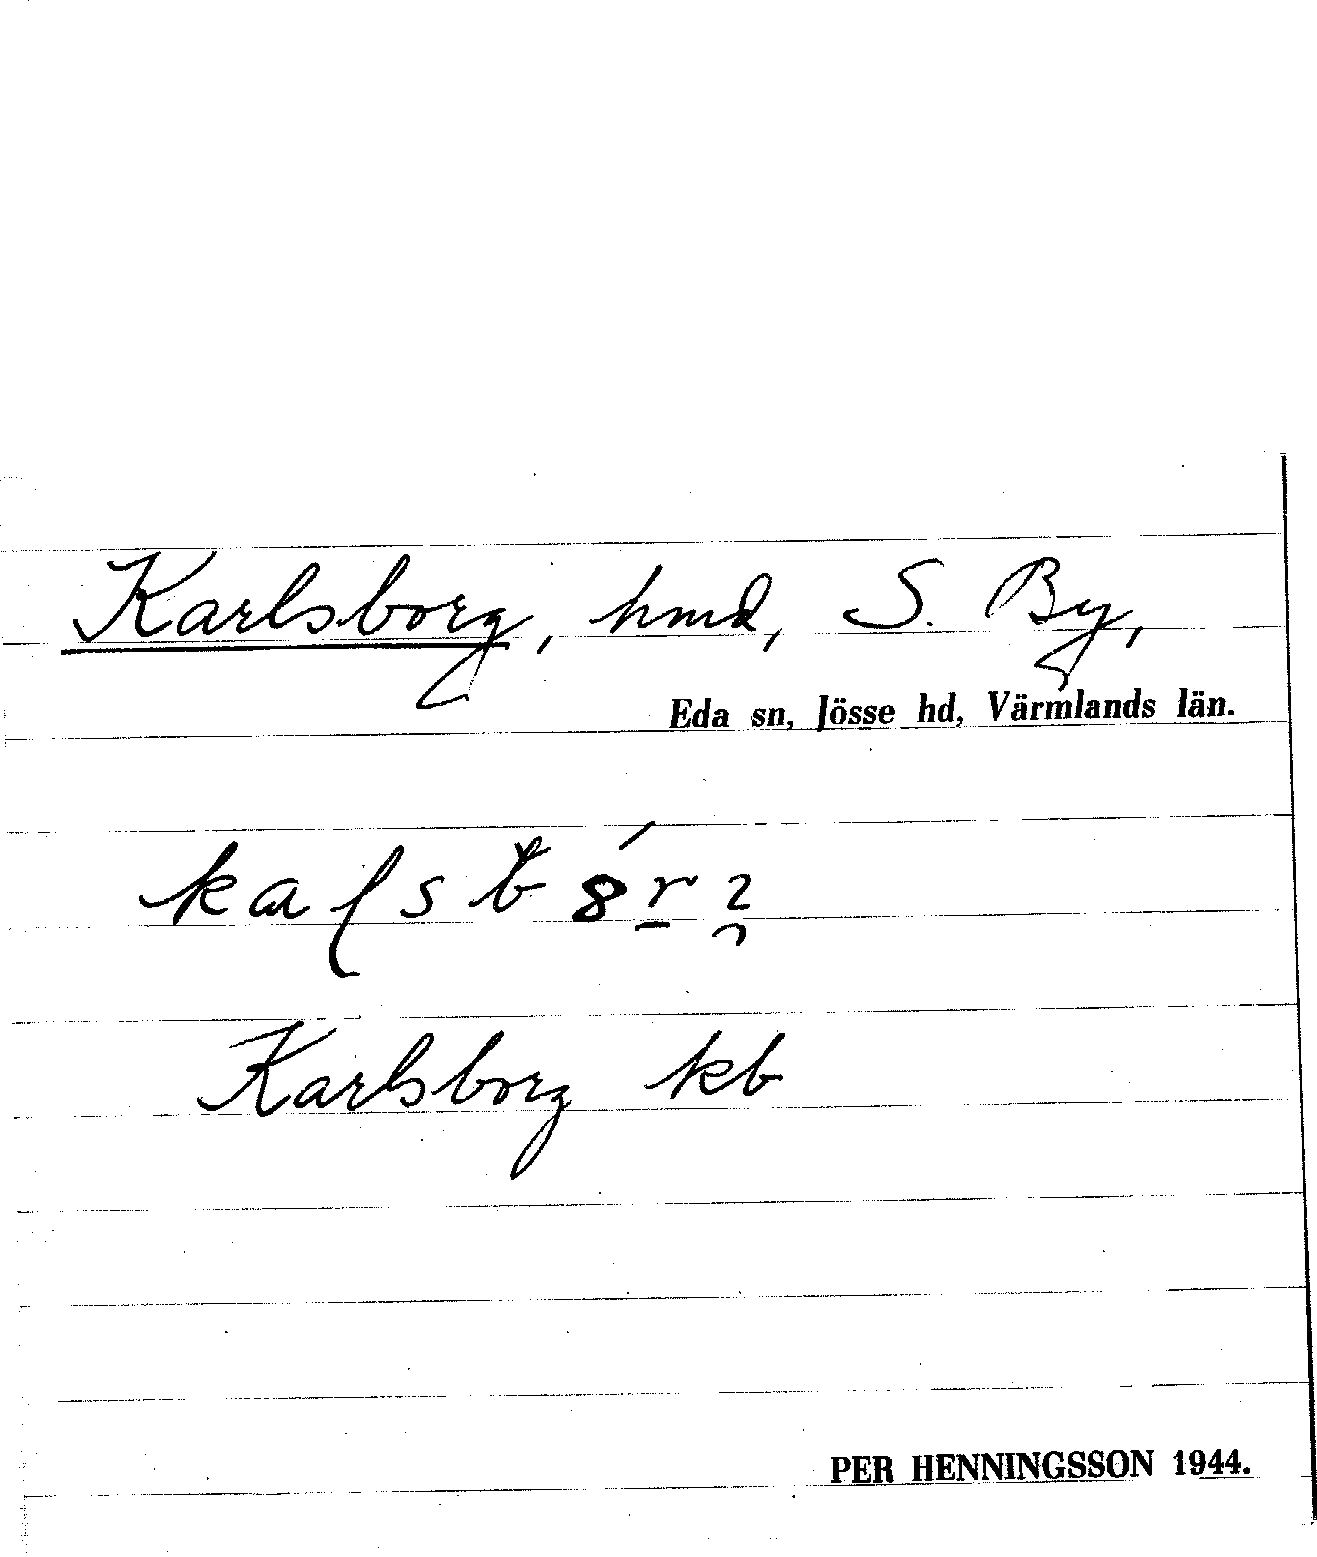 Karlsborg, hmd, S. By,
Eda sn, Jösse hd, Värmlands län.
Karlsborg kb
PER HENNINGSSON 1944.